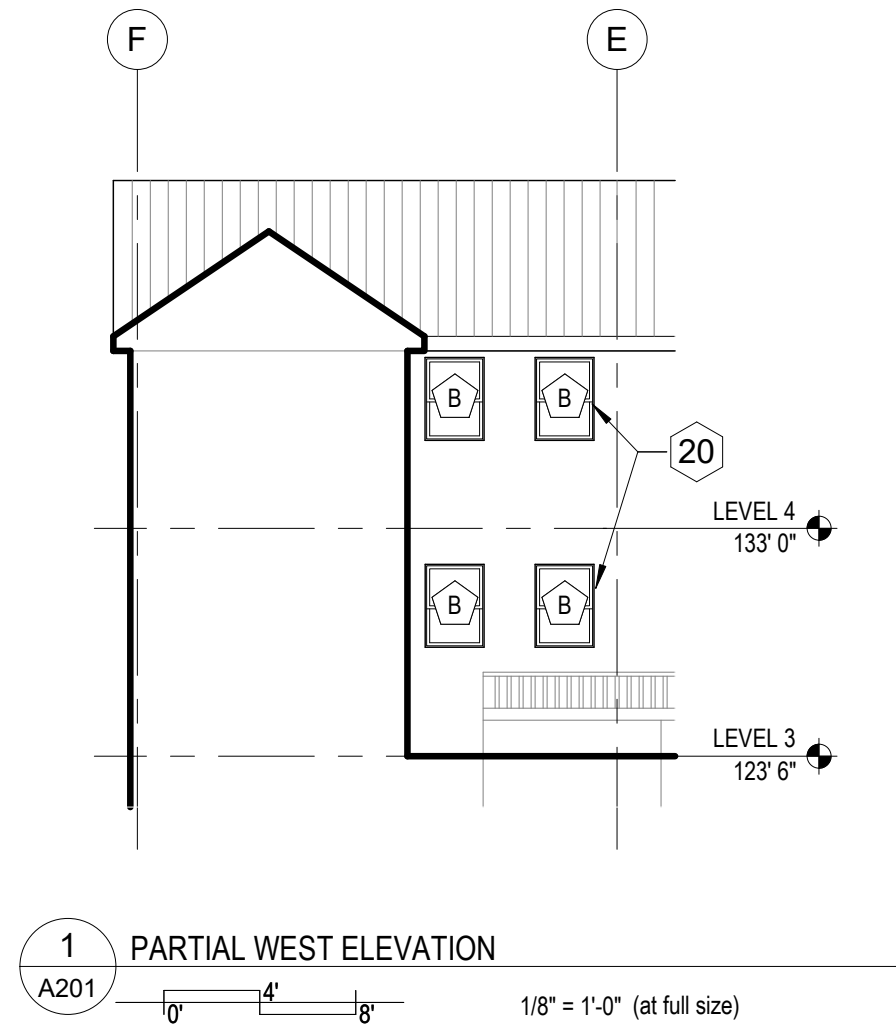 F
E
B
B
20
LEVEL 4
133' 0"
B
B
LEVEL 3
123' 6"
1
A201
PARTIAL WEST ELEVATION
0'
4'
8'
1/8" = 1'-0" (at full size)